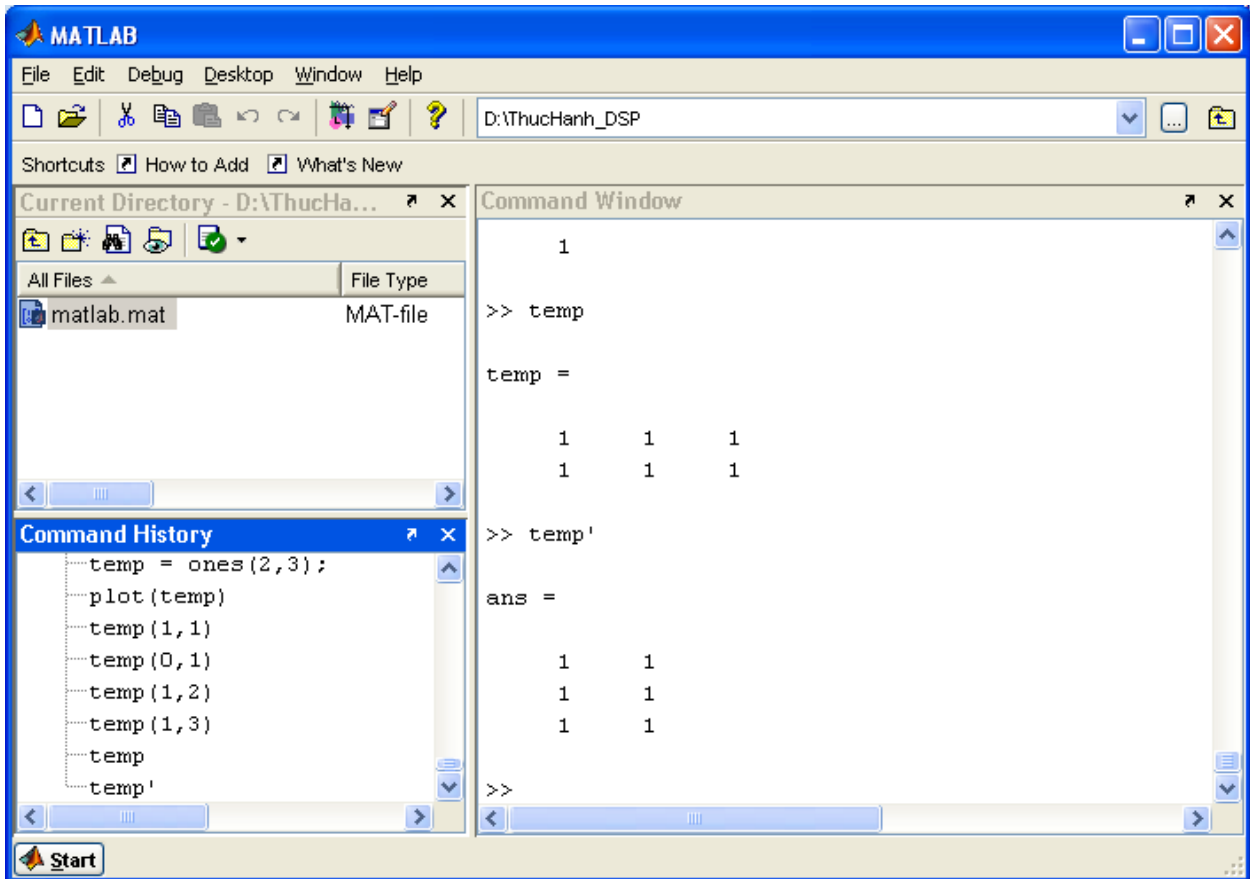 MATLAB
File Edit Debug Desktop Window Help
D:\ThucHanh_DSP
...
Shortcuts How to Add What's New
Current Directory - D:\ThucHa...
All Files File Type
matlab.mat MAT-file
Command History
temp = ones(2,3);
plot(temp)
temp(1,1)
temp(0,1)
temp(1,2)
temp(1,3)
temp
temp'
Command Window
1
>> temp
temp =
1 1 1
1 1 1
>> temp'
ans =
1 1
1 1
1 1
>>
Start